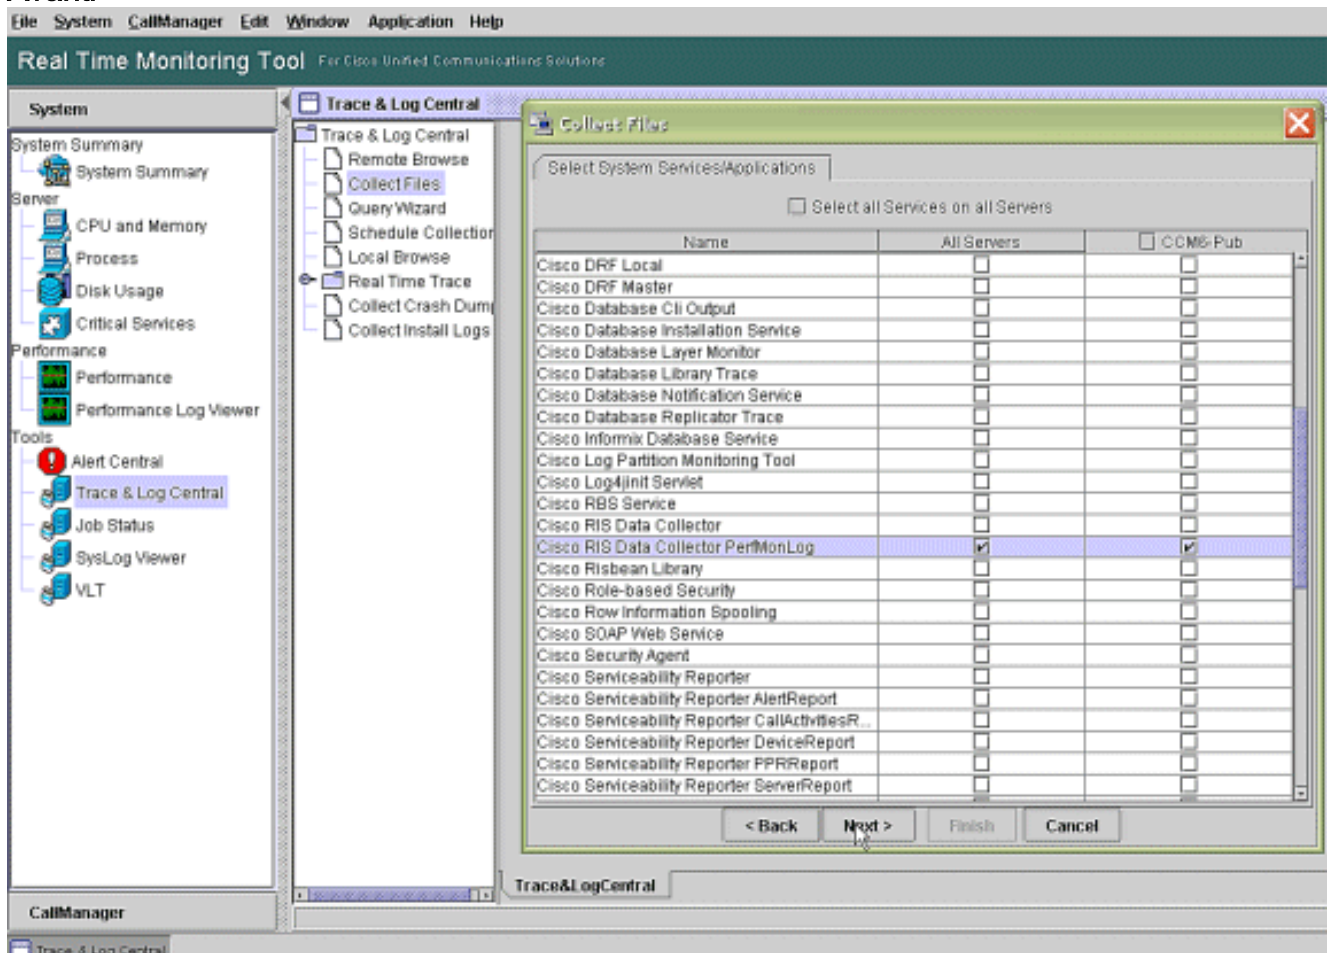 File System CallManager Edit Window Application Help
Real Time Monitoring Tool For Cisco Unified Communications Solutions
System
System Summary
System Summary
Server
CPU and Memory
Process
Disk Usage
Critical Services
Performance
Performance
Performance Log Viewer
Tools
Alert Central
Trace & Log Central
Job Status
SysLog Viewer
VLT
CallManager
Trace & Log Central
Trace & Log Central
Remote Browse
Collect Files
Query Wizard
Schedule Collection
Local Browse
Real Time Trace
Collect Crash Dump
Collect Install Logs
Collect Files
Select System Services/Applications
Select all Services on all Servers
Name All Servers CCM6-Pub
Cisco DRF Local
Cisco DRF Master
Cisco Database Cli Output
Cisco Database Installation Service
Cisco Database Layer Monitor
Cisco Database Library Trace
Cisco Database Notification Service
Cisco Database Replicator Trace
Cisco Informix Database Service
Cisco Log Partition Monitoring Tool
Cisco Log4jinit Servlet
Cisco RBS Service
Cisco RIS Data Collector
Cisco RIS Data Collector PerfMonLog
Cisco Risbean Library
Cisco Role-based Security
Cisco Row Information Spooling
Cisco SOAP Web Service
Cisco Security Agent
Cisco Serviceability Reporter
Cisco Serviceability Reporter AlertReport
Cisco Serviceability Reporter CallActivitiesR...
Cisco Serviceability Reporter DeviceReport
Cisco Serviceability Reporter PPRReport
Cisco Serviceability Reporter ServerReport
< Back Next > Finish Cancel
Trace&LogCentral
Trace & Log Central